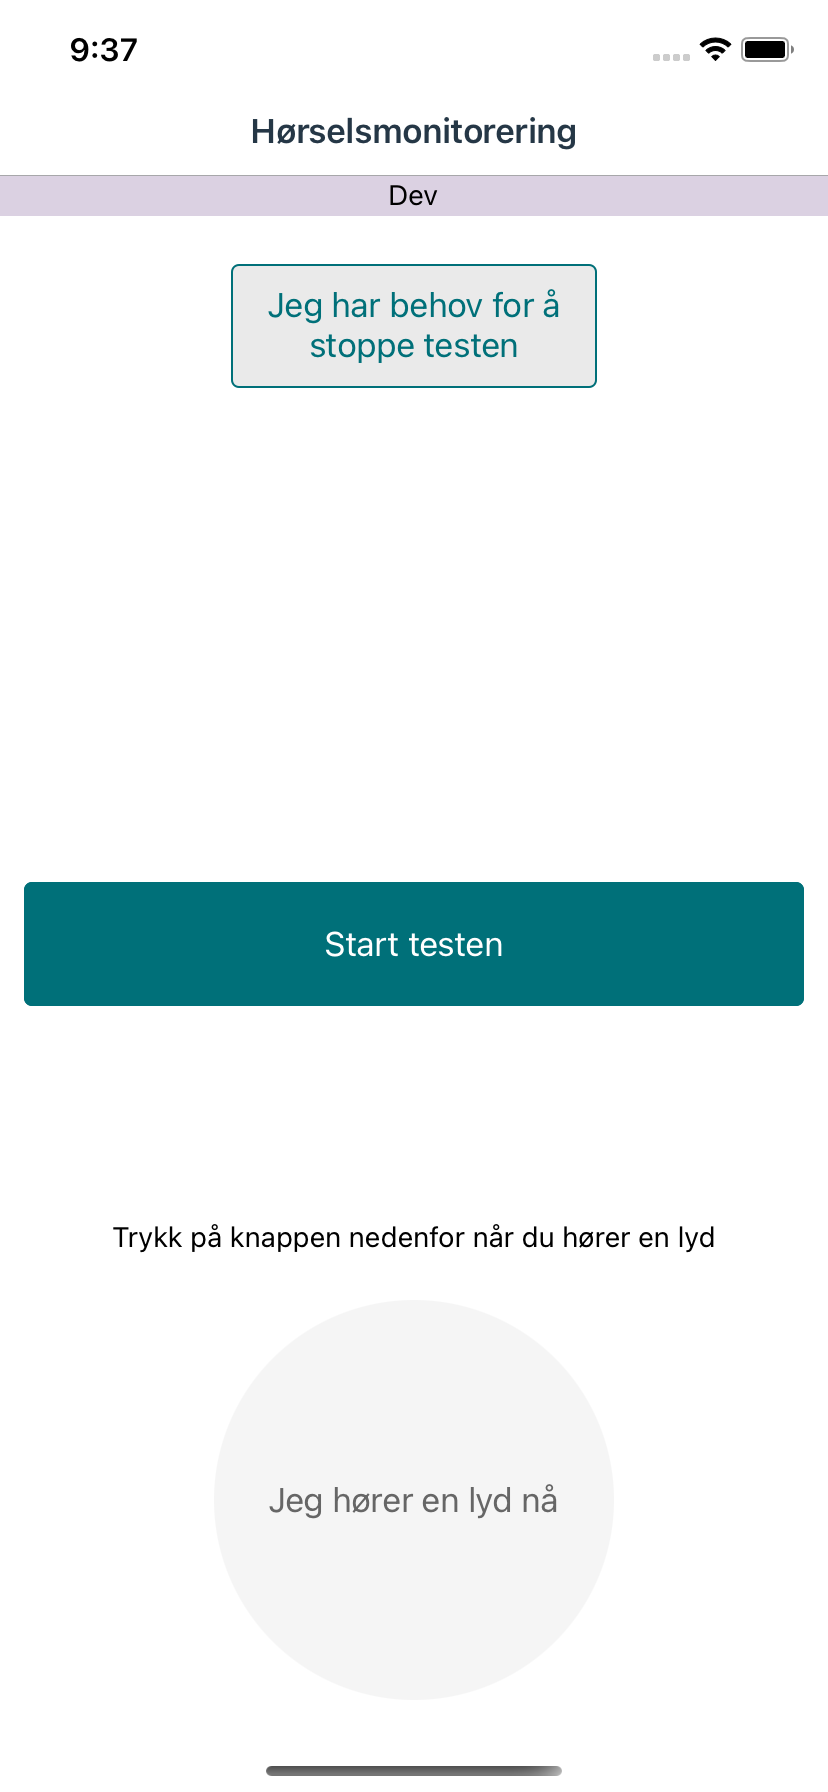 9:37
Hørselsmonitorering
Dev
Jeg har behov for å
stoppe testen
Start testen
Trykk på knappen nedenfor når du hører en lyd
Jeg hører en lyd nå